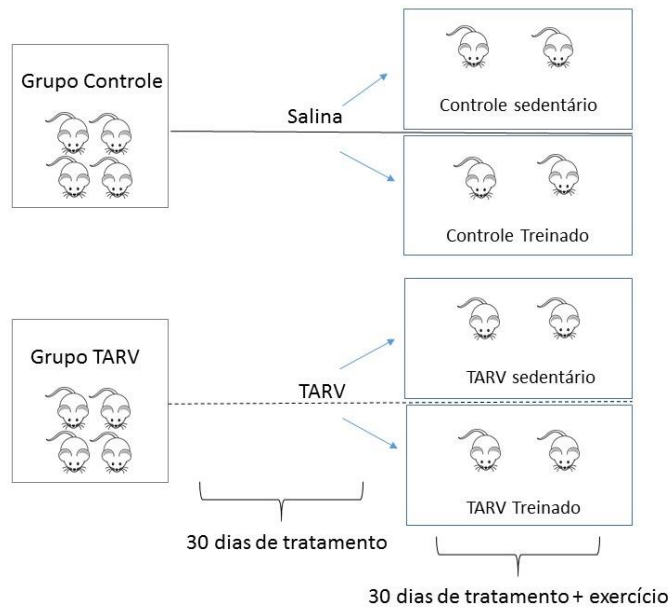 Grupo Controle
Salina
Controle sedentário
Controle Treinado
Grupo TARV
TARV
TARV sedentário
TARV Treinado
30 dias de tratamento
30 dias de tratamento + exercício